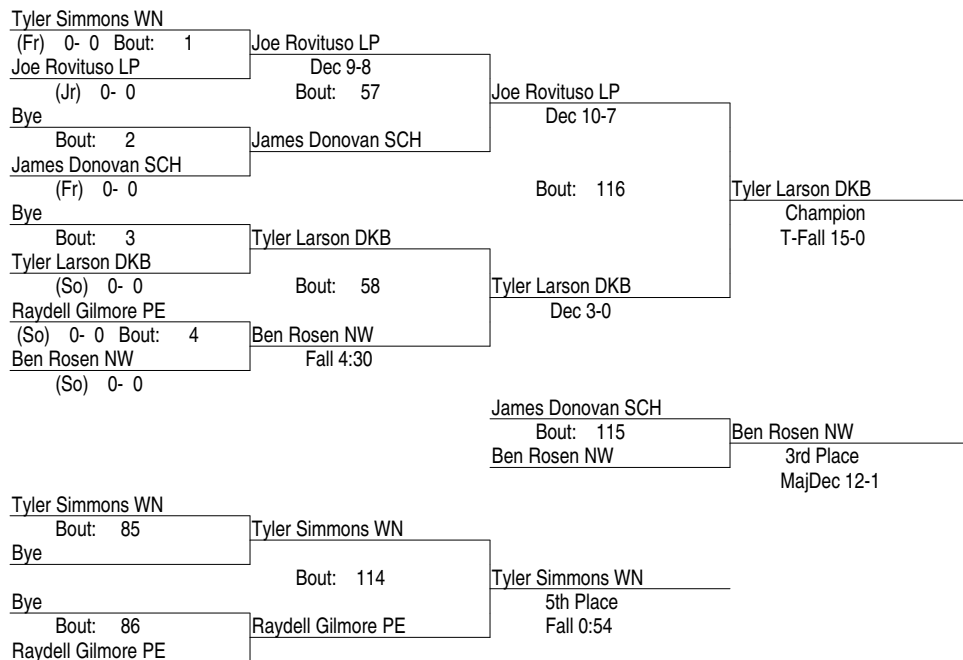 Tyler Simmons WN
(Fr) 0- 0 Bout: 1
Joe Rovituso LP
(Jr) 0- 0
Bye
Bout: 2
James Donovan SCH
(Fr) 0- 0
Bye
Bout: 3
Tyler Larson DKB
(So) 0- 0
Raydell Gilmore PE
(So) 0- 0 Bout: 4
Ben Rosen NW
(So) 0- 0
Joe Rovituso LP
Dec 9-8
Bout: 57
James Donovan SCH
Tyler Larson DKB
Bout: 58
Ben Rosen NW
Fall 4:30
Joe Rovituso LP
Dec 10-7
Bout: 116
Tyler Larson DKB
Dec 3-0
Tyler Larson DKB
Champion
T-Fall 15-0
James Donovan SCH
Bout: 115
Ben Rosen NW
Ben Rosen NW
3rd Place
MajDec 12-1
Tyler Simmons WN
Bout: 85
Bye
Bye
Bout: 86
Raydell Gilmore PE
Tyler Simmons WN
Bout: 114
Raydell Gilmore PE
Tyler Simmons WN
5th Place
Fall 0:54